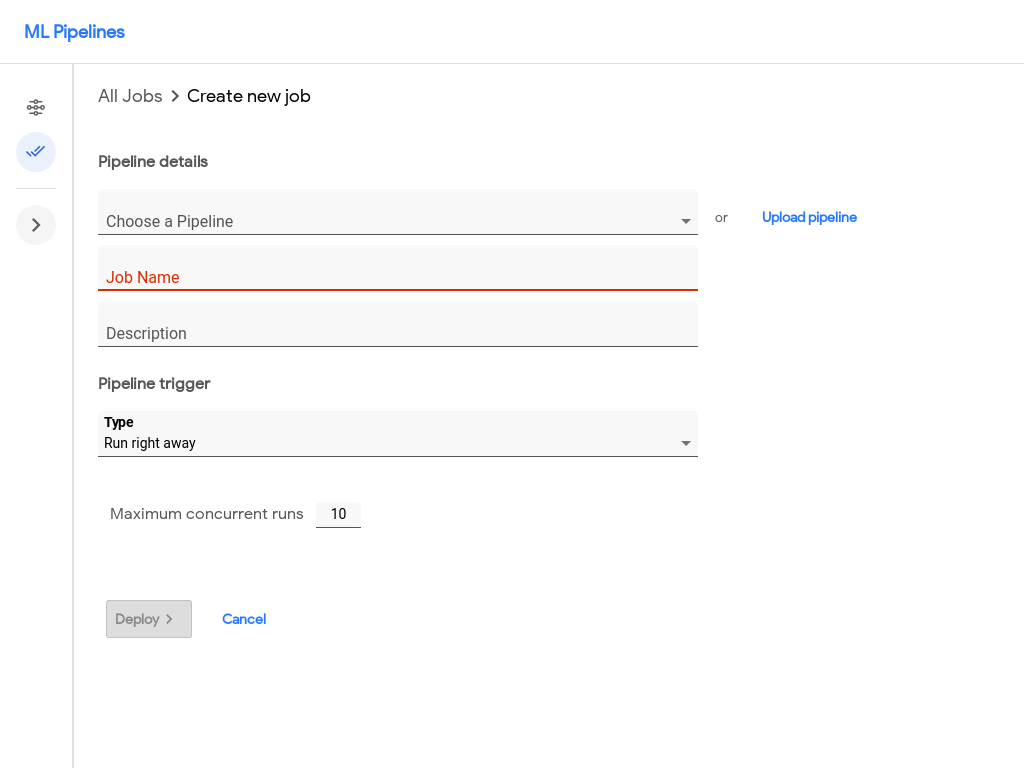 ML Pipelines
All Jobs > Create new job
Pipeline details
Choose a Pipeline
or
Upload pipeline
Job Name
Description
Pipeline trigger
Type
Run right away
Maximum concurrent runs 10
Deploy >
Cancel